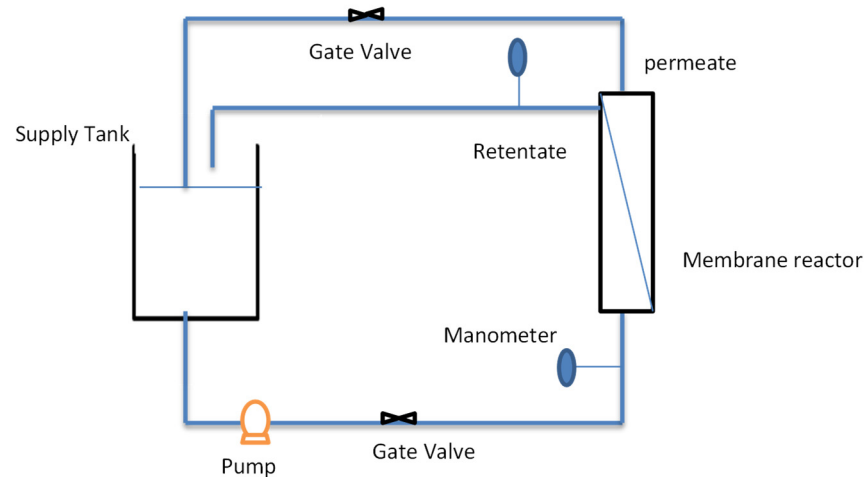 Gate Valve
permeate
Supply Tank
Retentate
Membrane reactor
Manometer
Gate Valve
Pump